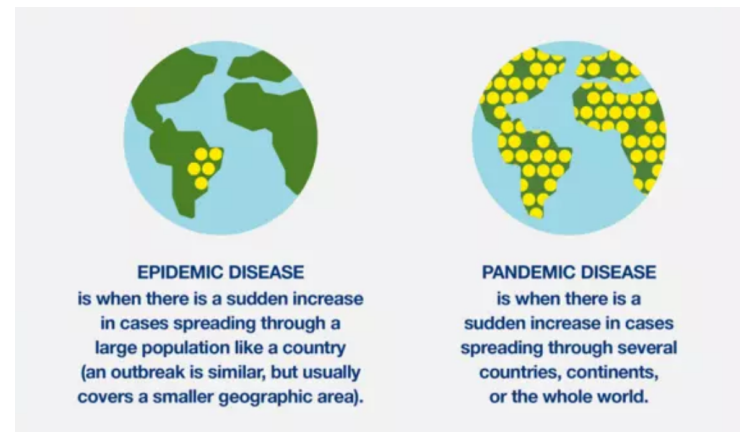 EPIDEMIC DISEASE
is when there is a sudden increase
in cases spreading through a
large population like a country
(an outbreak is similar, but usually
covers a smaller geographic area).
PANDEMIC DISEASE
is when there is a
sudden increase in cases
spreading through several
countries, continents,
or the whole world.